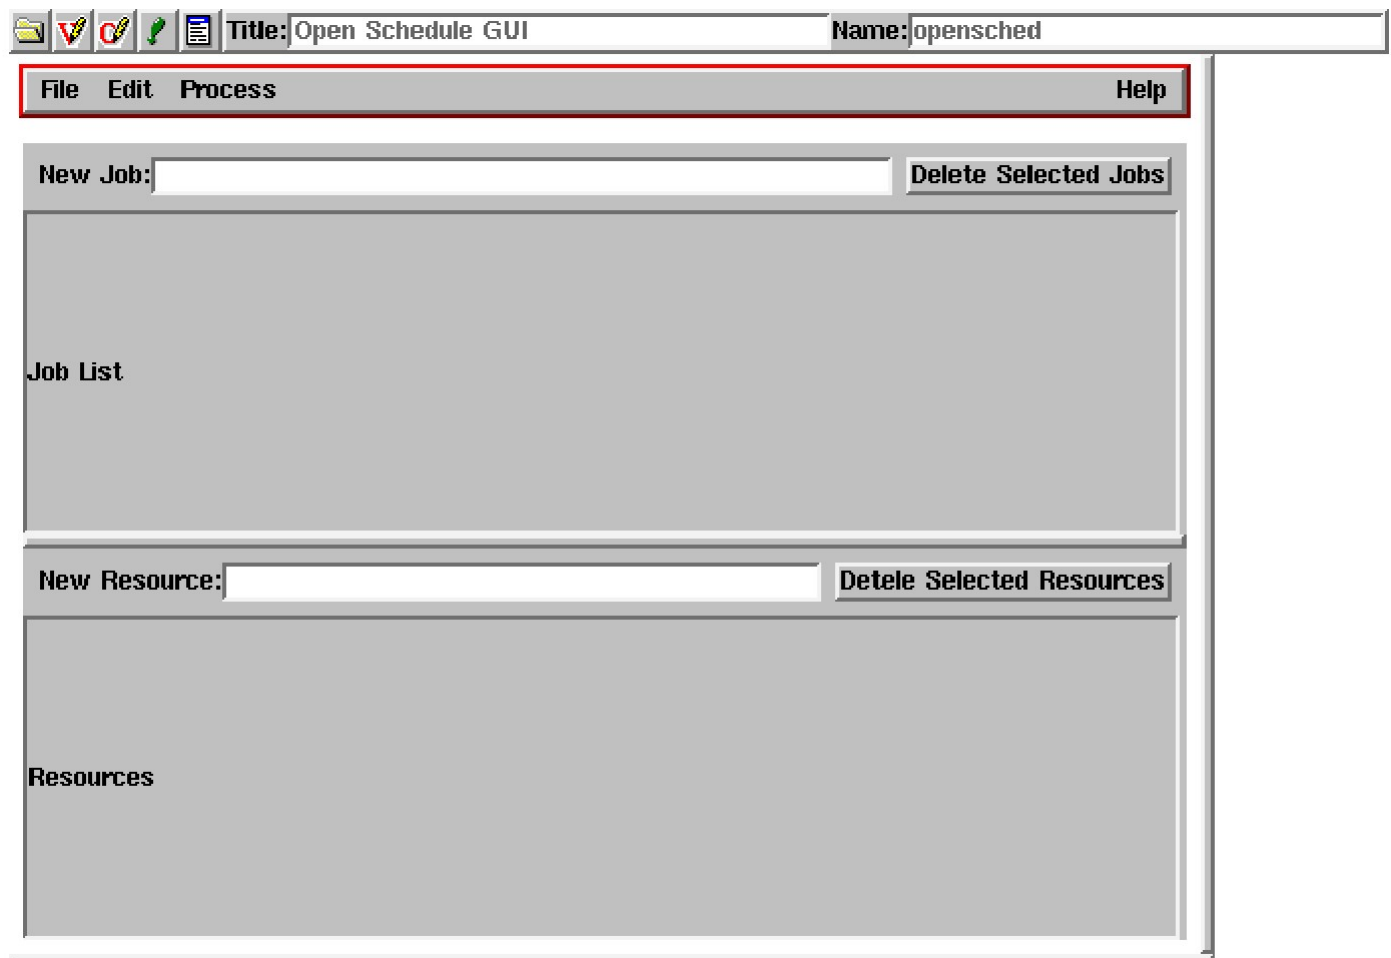 Title: Open Schedule GUI Name: opensched
File Edit Process Help
New Job: Delete Selected Jobs
Job List
New Resource: Detele Selected Resources
Resources